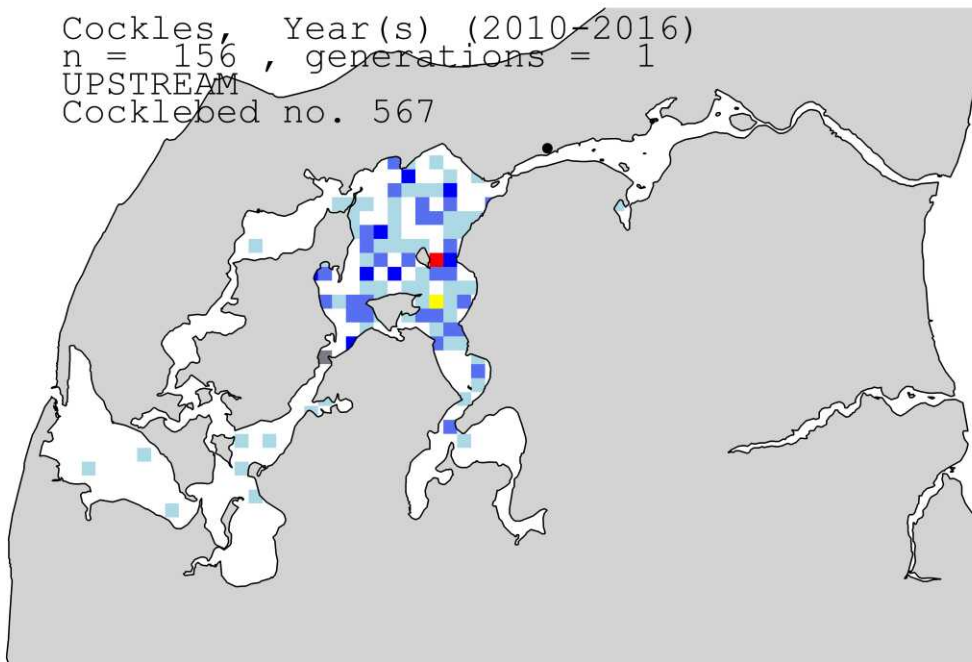 Cockles, Year(s) (2010-2016)
n = 156 , generations = 1
UPSTREAM
Cocklebed no. 567